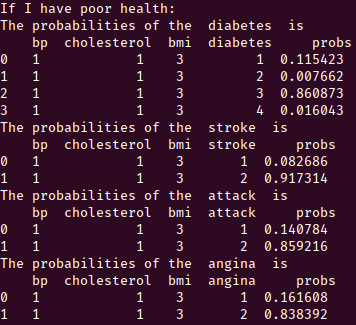 If I have poor health:
The probabilities of the  diabetes  is
    bp  cholesterol  bmi   diabetes     probs
0   1            1    3          1  0.115423
1   1            1    3          2  0.007662
2   1            1    3          3  0.860873
3   1            1    3          4  0.016043
The probabilities of the  stroke  is
    bp  cholesterol  bmi   stroke     probs
0   1            1    3        1  0.082686
1   1            1    3        2  0.917314
The probabilities of the  attack  is
    bp  cholesterol  bmi   attack     probs
0   1            1    3        1  0.140784
1   1            1    3        2  0.859216
The probabilities of the  angina  is
    bp  cholesterol  bmi   angina     probs
0   1            1    3        1  0.161608
1   1            1    3        2  0.838392